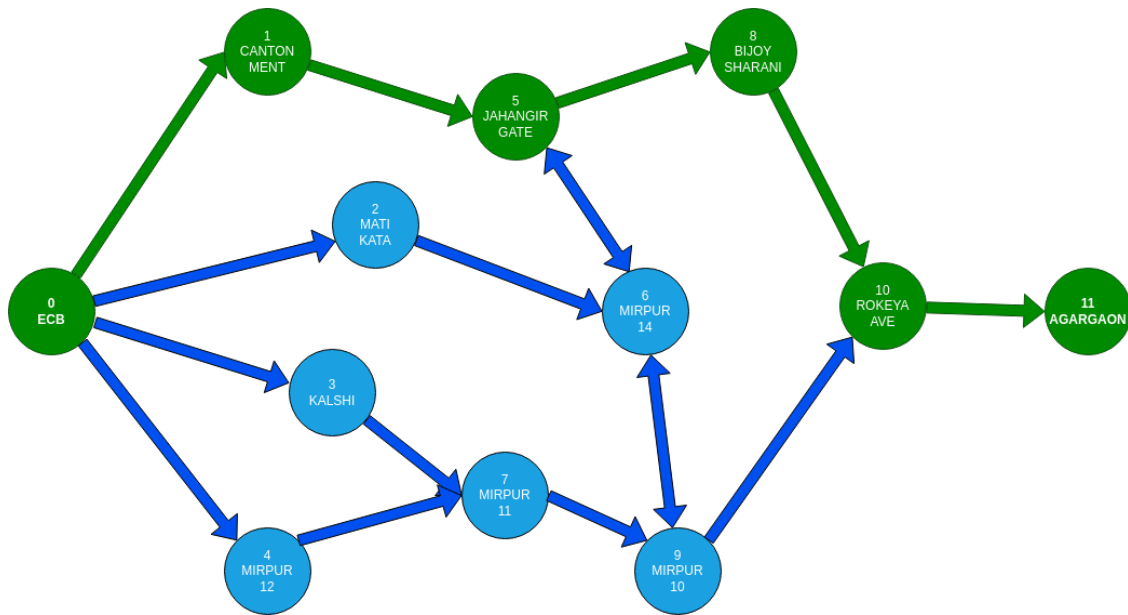 1
CANTON
MENT
8
BIJOY
SHARANI
5
JAHANGIR
GATE
2
MATI
KATA
0
ECB
6
MIRPUR
14
10
ROKEYA
AVE
11
AGARGAON
3
KALSHI
7
MIRPUR
11
4
MIRPUR
12
9
MIRPUR
10